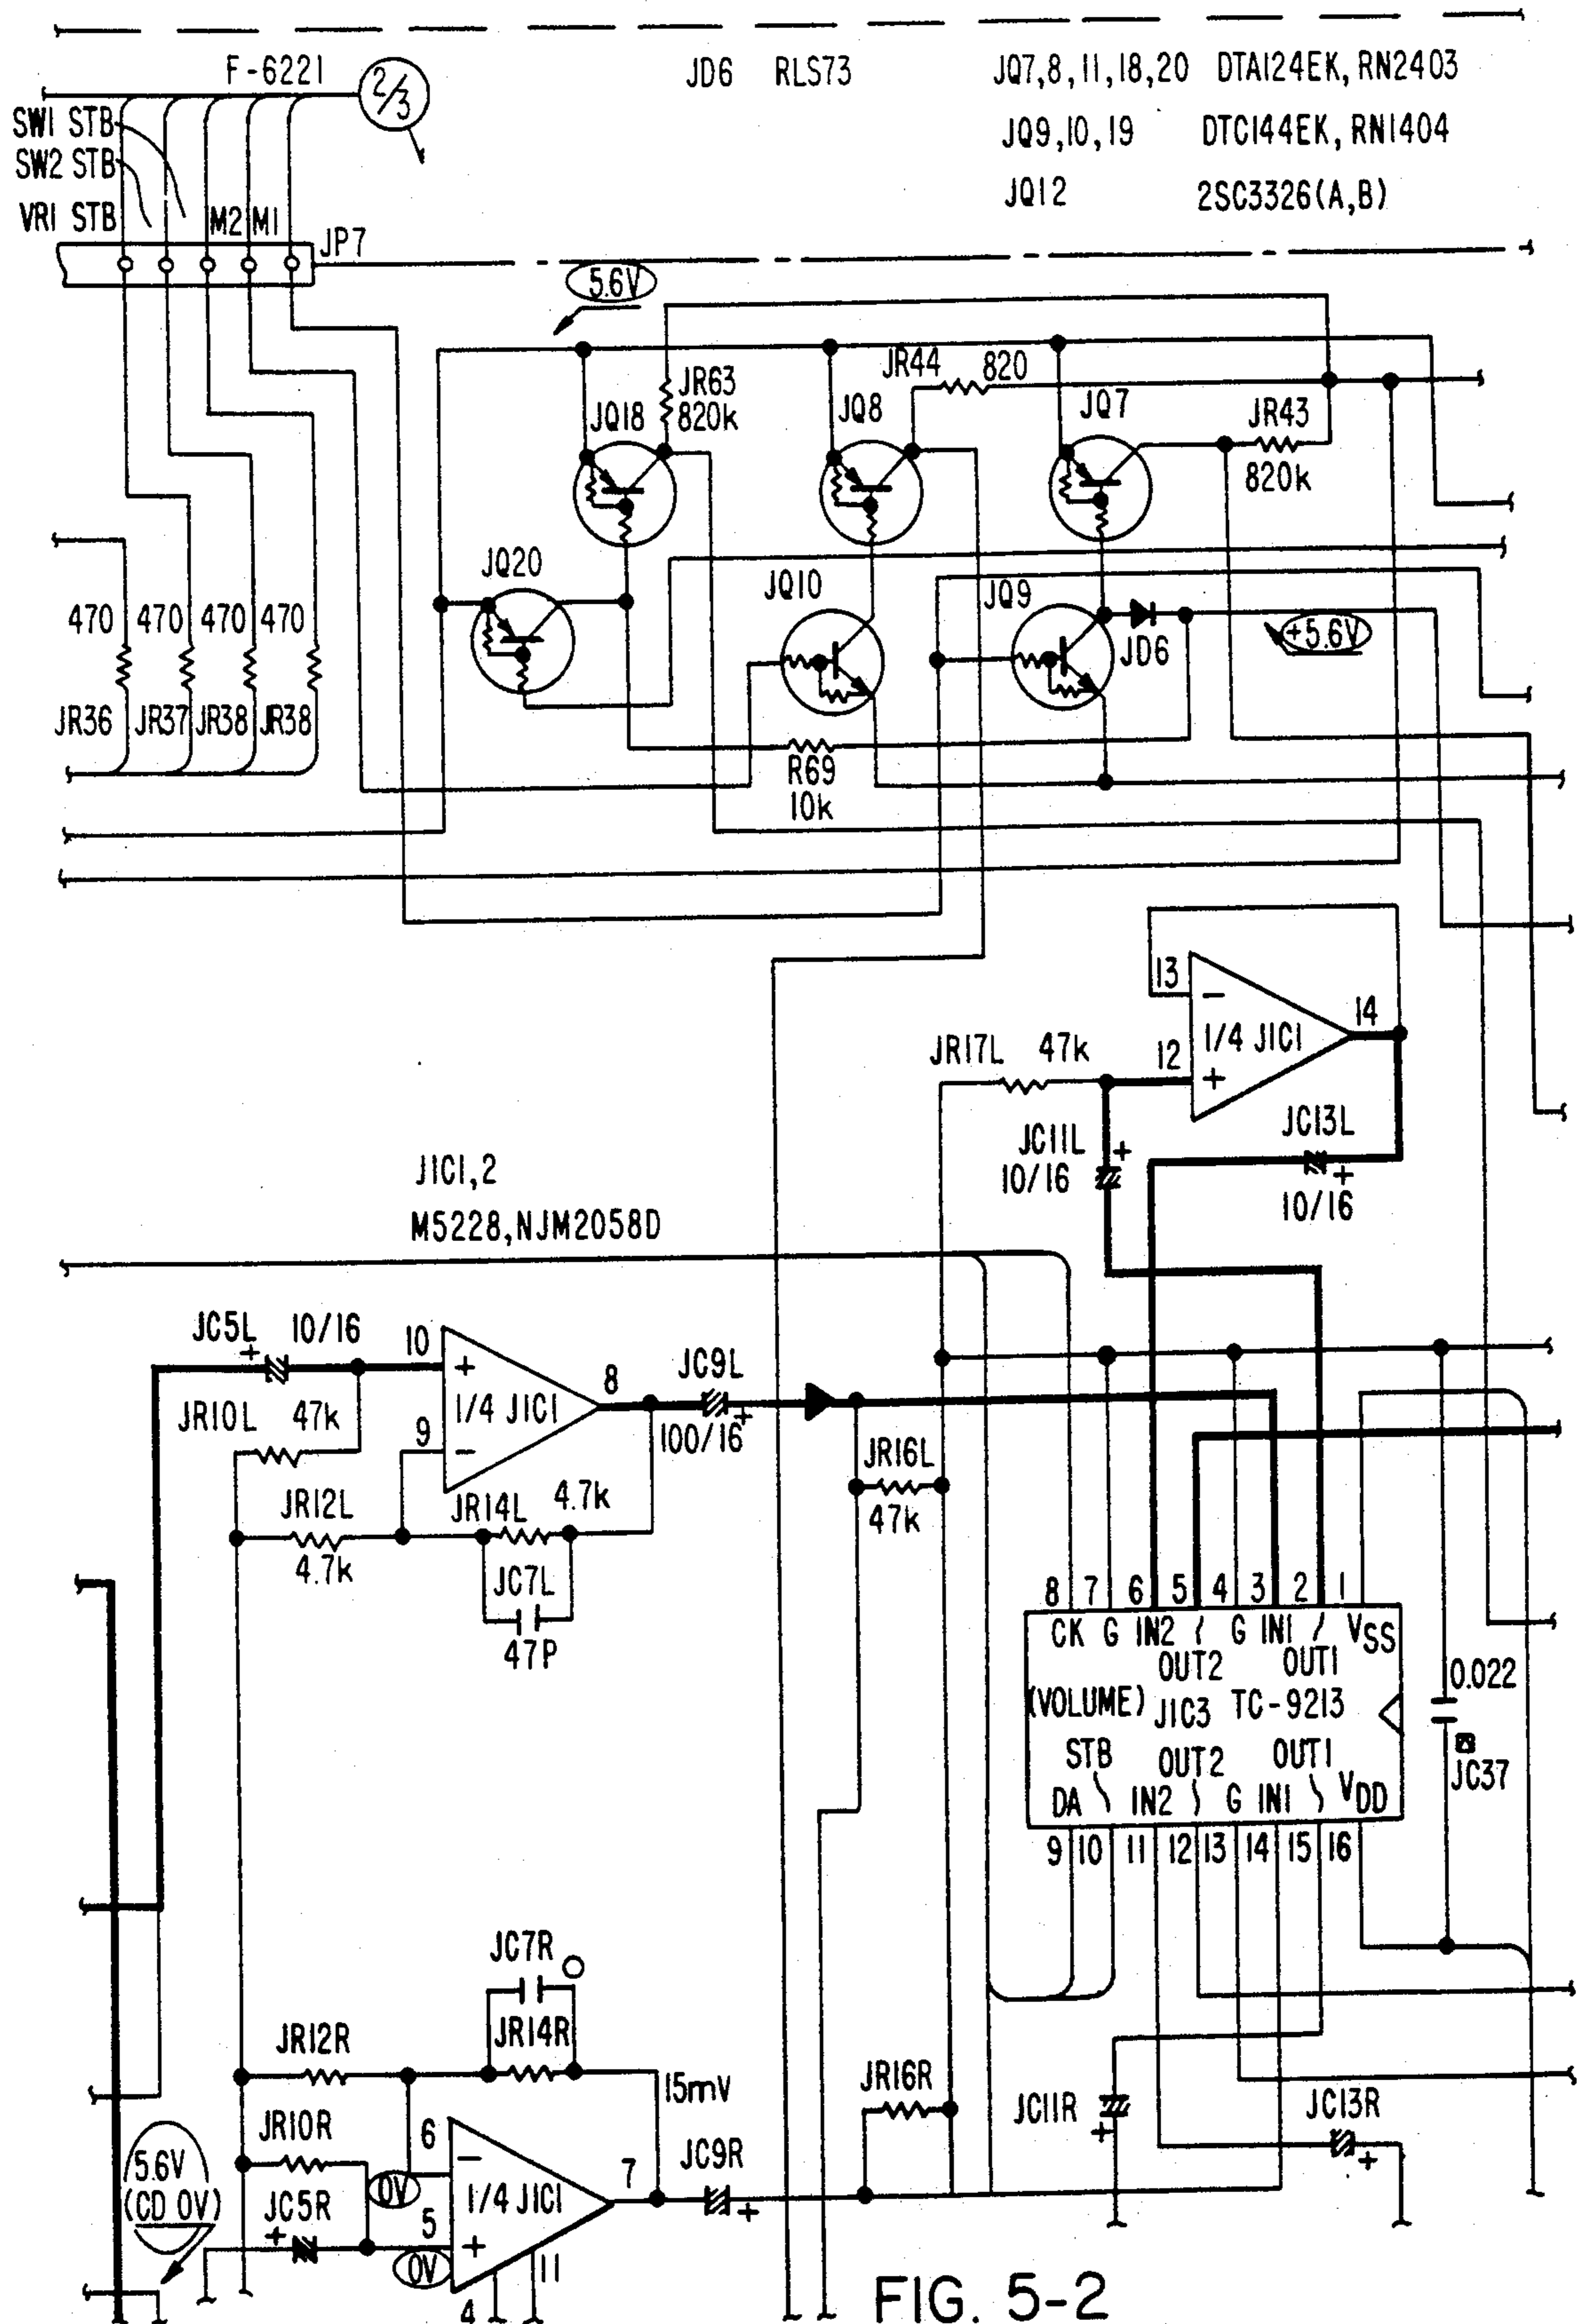 F-6221
2/3
JD6 RLS73
JQ7,8,11,18,20 DTA124EK, RN2403
SW1 STB
JQ9,10,19 DTC144EK, RN1404
SW2 STB
JQ12 2SC3326(A,B)
VR1 STB
M2 M1
JP7
5.6V
JR63
820k
JR44 820
JQ18
JQ8
JQ7
JR43
820k
JQ20
JQ10
JQ9
JD6
+5.6V
470 470 470 470
JR36 JR37 JR38 JR38
R69
10k
13
−
1/4 JIC1
14
12
+
JR17L 47k
JC11L
+
10/16
JC13L
+
10/16
JIC1,2
M5228,NJM2058D
JC5L 10/16
+
10
+
1/4 JIC1
8
JC9L
+
100/16
JR10L 47k
9
−
JR16L
47k
JR12L
4.7k
JR14L 4.7k
JC7L
47P
8 7 6 5 4 3 2 1
CK G IN2 G IN1 VSS
OUT2 OUT1
(VOLUME) JIC3 TC-9213
STB OUT2 OUT1
DA IN2 G IN1 VDD
9 10 11 12 13 14 15 16
0.022
JC37
JC7R
JR14R
JR12R
15mV
JR16R
JR10R
6
−
0V
1/4 JIC1
7
JC9R
+
JC11R
+
JC13R
+
5.6V
(CD 0V)
JC5R
+
5
+
0V
4
11
FIG. 5-2